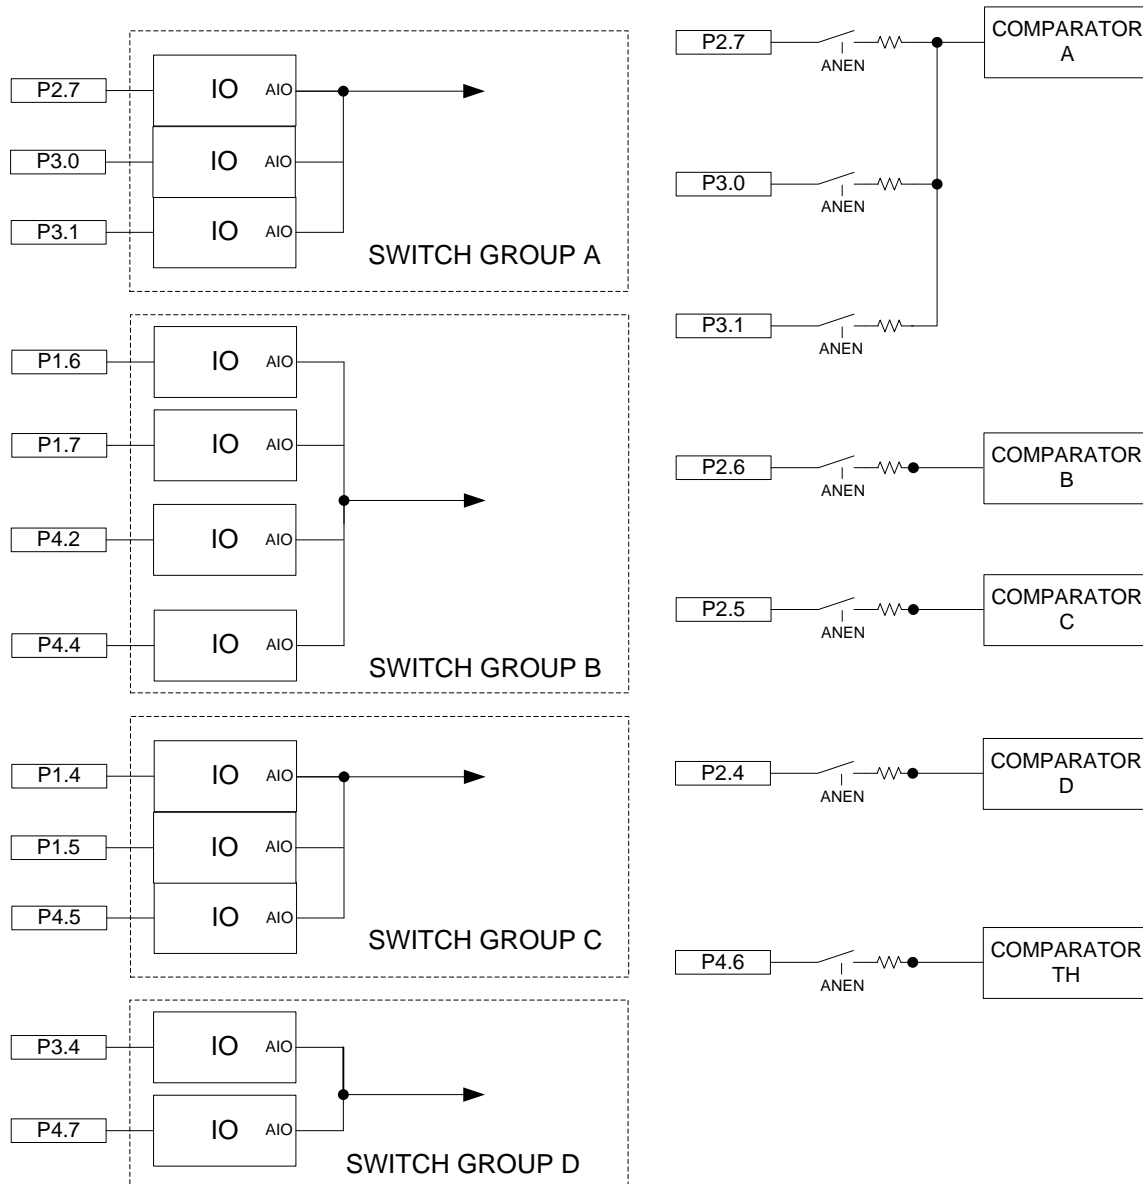 P2.7
IO AIO
P3.0
IO AIO
P3.1
IO AIO
SWITCH GROUP A
P1.6
IO AIO
P1.7
IO AIO
P4.2
IO AIO
P4.4
IO AIO
SWITCH GROUP B
P1.4
IO AIO
P1.5
IO AIO
P4.5
IO AIO
SWITCH GROUP C
P3.4
IO AIO
P4.7
IO AIO
SWITCH GROUP D
P2.7
ANEN
COMPARATOR
A
P3.0
ANEN
P3.1
ANEN
P2.6
ANEN
COMPARATOR
B
P2.5
ANEN
COMPARATOR
C
P2.4
ANEN
COMPARATOR
D
P4.6
ANEN
COMPARATOR
TH